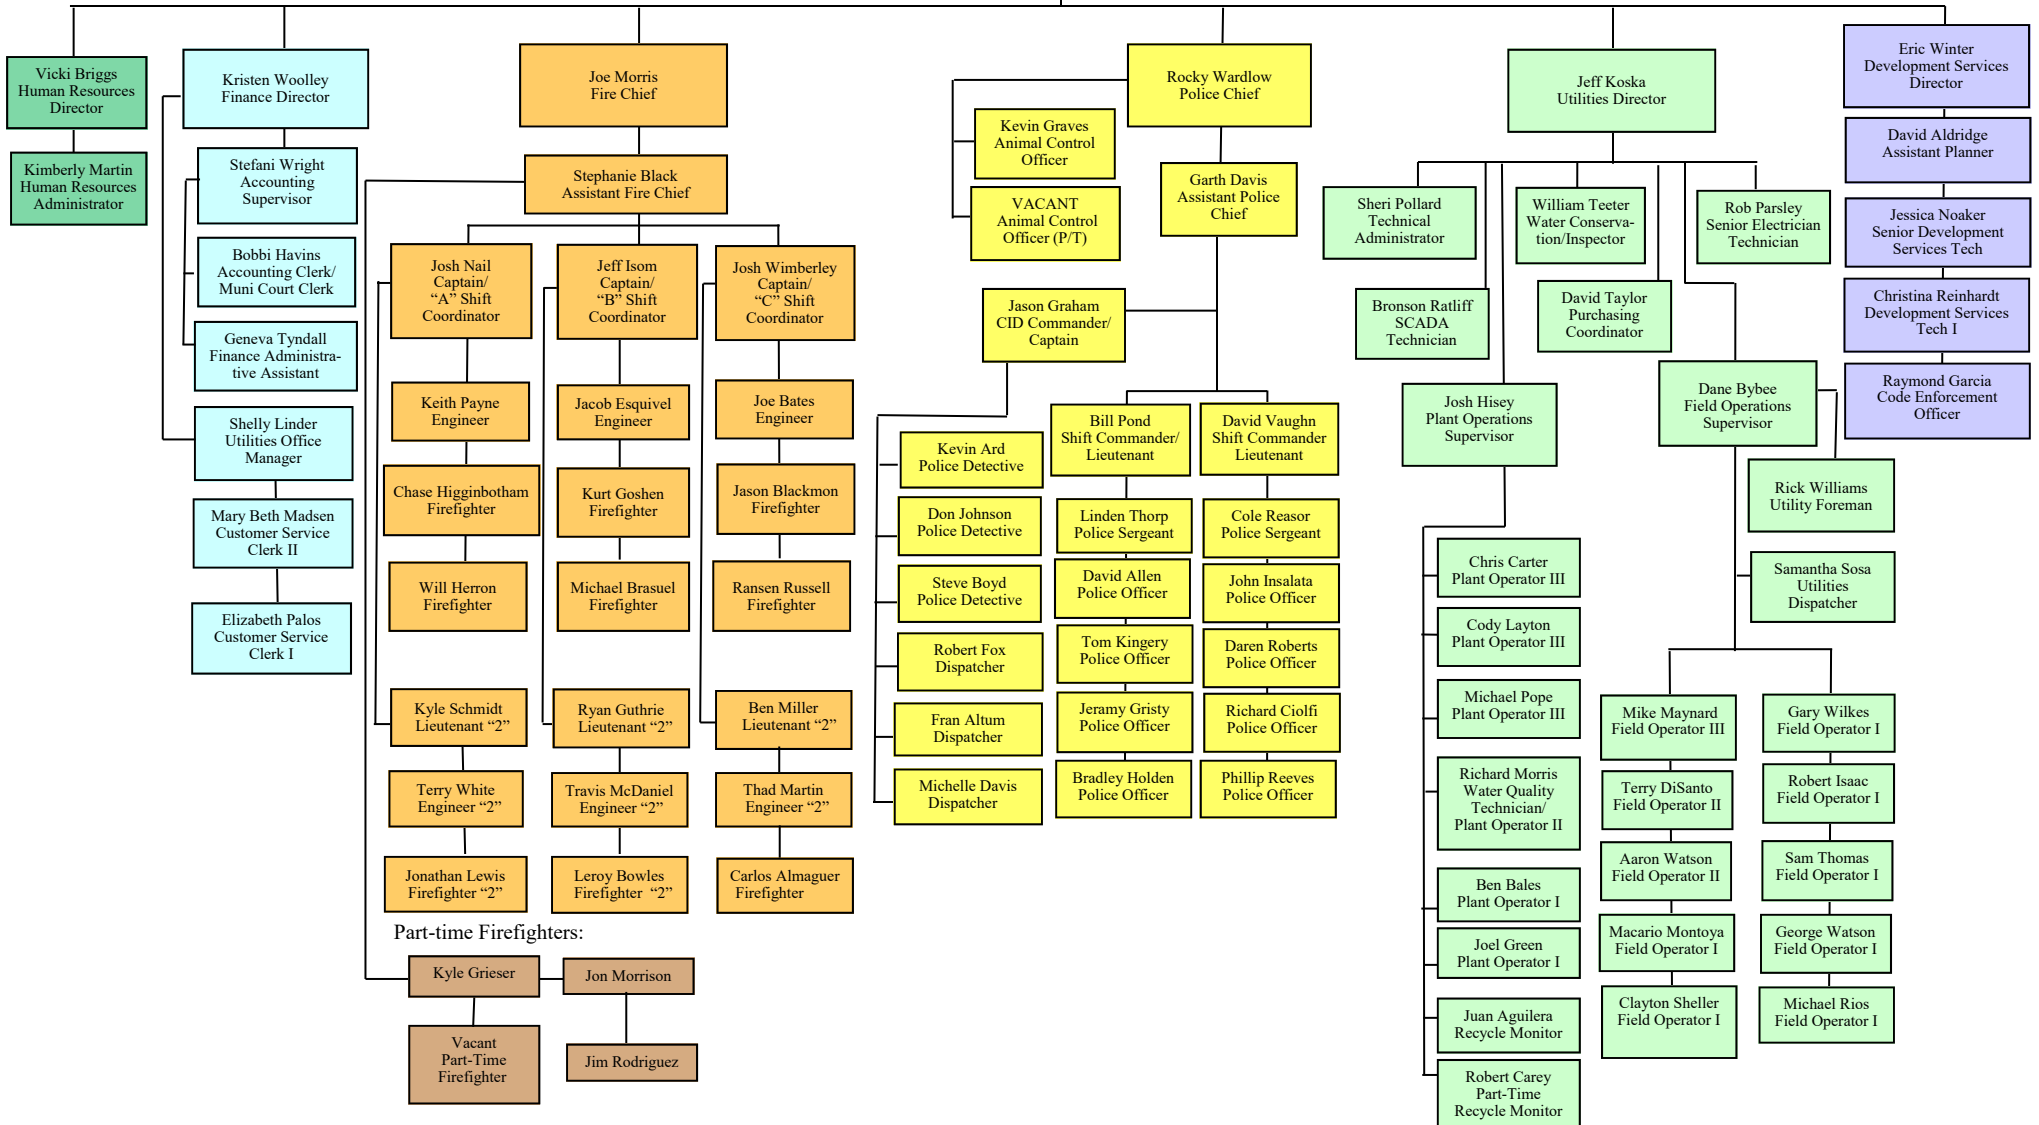 Vicki Briggs
Human Resources
Director
Kimberly Martin
Human Resources
Administrator
Kristen Woolley
Finance Director
Stefani Wright
Accounting
Supervisor
Bobbi Havins
Accounting Clerk/
Muni Court Clerk
Geneva Tyndall
Finance Administra-
tive Assistant
Shelly Linder
Utilities Office
Manager
Mary Beth Madsen
Customer Service
Clerk II
Elizabeth Palos
Customer Service
Clerk I
Joe Morris
Fire Chief
Stephanie Black
Assistant Fire Chief
Josh Nail
Captain/
“A” Shift
Coordinator
Keith Payne
Engineer
Chase Higginbotham
Firefighter
Will Herron
Firefighter
Kyle Schmidt
Lieutenant “2”
Terry White
Engineer “2”
Jonathan Lewis
Firefighter “2”
Jeff Isom
Captain/
“B” Shift
Coordinator
Jacob Esquivel
Engineer
Kurt Goshen
Firefighter
Michael Brasuel
Firefighter
Ryan Guthrie
Lieutenant “2”
Travis McDaniel
Engineer “2”
Leroy Bowles
Firefighter “2”
Josh Wimberley
Captain/
“C” Shift
Coordinator
Joe Bates
Engineer
Jason Blackmon
Firefighter
Ransen Russell
Firefighter
Ben Miller
Lieutenant “2”
Thad Martin
Engineer “2”
Carlos Almaguer
Firefighter
Part-time Firefighters:
Kyle Grieser
Jon Morrison
Vacant
Part-Time
Firefighter
Jim Rodriguez
Rocky Wardlow
Police Chief
Kevin Graves
Animal Control
Officer
VACANT
Animal Control
Officer (P/T)
Garth Davis
Assistant Police
Chief
Jason Graham
CID Commander/
Captain
Kevin Ard
Police Detective
Don Johnson
Police Detective
Steve Boyd
Police Detective
Robert Fox
Dispatcher
Fran Altum
Dispatcher
Michelle Davis
Dispatcher
Bill Pond
Shift Commander/
Lieutenant
Linden Thorp
Police Sergeant
David Allen
Police Officer
Tom Kingery
Police Officer
Jeramy Gristy
Police Officer
Bradley Holden
Police Officer
David Vaughn
Shift Commander
Lieutenant
Cole Reasor
Police Sergeant
John Insalata
Police Officer
Daren Roberts
Police Officer
Richard Ciolfi
Police Officer
Phillip Reeves
Police Officer
Jeff Koska
Utilities Director
Sheri Pollard
Technical
Administrator
William Teeter
Water Conserva-
tion/Inspector
Rob Parsley
Senior Electrician
Technician
Bronson Ratliff
SCADA
Technician
David Taylor
Purchasing
Coordinator
Josh Hisey
Plant Operations
Supervisor
Chris Carter
Plant Operator III
Cody Layton
Plant Operator III
Michael Pope
Plant Operator III
Richard Morris
Water Quality
Technician/
Plant Operator II
Ben Bales
Plant Operator I
Joel Green
Plant Operator I
Juan Aguilera
Recycle Monitor
Robert Carey
Part-Time
Recycle Monitor
Dane Bybee
Field Operations
Supervisor
Rick Williams
Utility Foreman
Samantha Sosa
Utilities
Dispatcher
Mike Maynard
Field Operator III
Terry DiSanto
Field Operator II
Aaron Watson
Field Operator II
Macario Montoya
Field Operator I
Clayton Sheller
Field Operator I
Gary Wilkes
Field Operator I
Robert Isaac
Field Operator I
Sam Thomas
Field Operator I
George Watson
Field Operator I
Michael Rios
Field Operator I
Eric Winter
Development Services
Director
David Aldridge
Assistant Planner
Jessica Noaker
Senior Development
Services Tech
Christina Reinhardt
Development Services
Tech I
Raymond Garcia
Code Enforcement
Officer